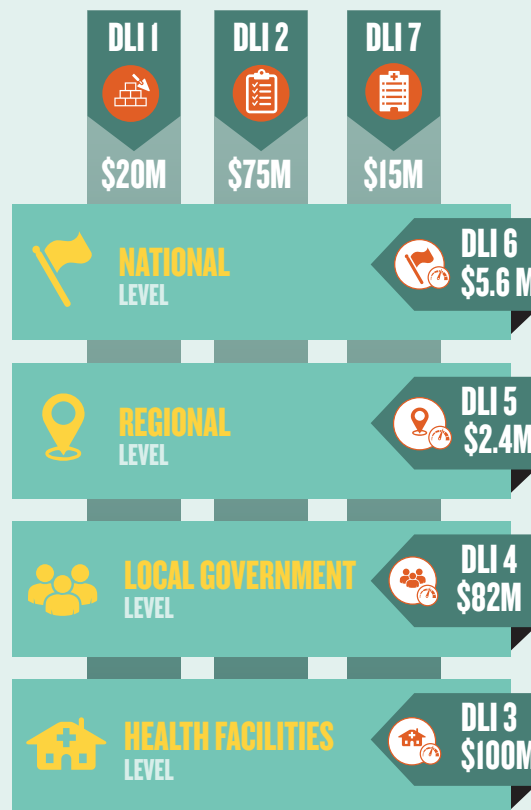 DLI 1
DLI 2
DLI 7
$20M
$75M
$15M
NATIONAL
LEVEL
DLI 6
$5.6 M
REGIONAL
LEVEL
DLI 5
$2.4M
LOCAL GOVERNMENT
LEVEL
DLI 4
$82M
HEALTH FACILITIES
LEVEL
DLI 3
$100M